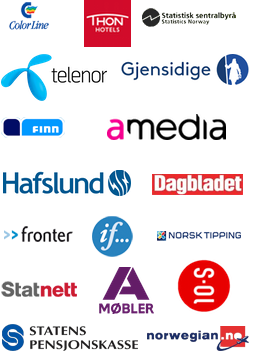 Color Line
THON
HOTELS
Statistisk sentralbyrå
Statistics Norway
telenor
Gjensidige
FINN
amedia
Hafslund
Dagbladet
>> fronter
if...
NORSK TIPPING
Statnett
A
MØBLER
10-S
STATENS
PENSJONSKASSE
norwegian.no